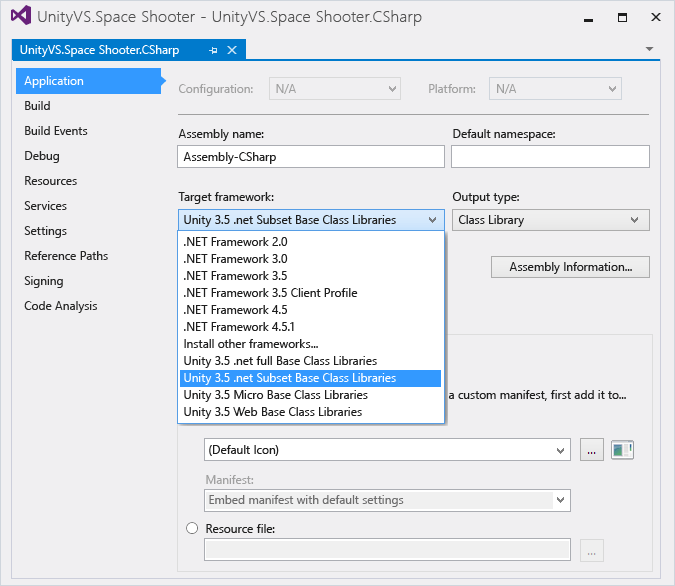 UnityVS.Space Shooter - UnityVS.Space Shooter.CSharp
UnityVS.Space Shooter.CSharp
Application
Build
Build Events
Debug
Resources
Services
Settings
Reference Paths
Signing
Code Analysis
Configuration: N/A Platform: N/A
Assembly name: Default namespace:
Assembly-CSharp
Target framework: Output type:
Unity 3.5 .net Subset Base Class Libraries Class Library
.NET Framework 2.0
.NET Framework 3.0
.NET Framework 3.5
.NET Framework 3.5 Client Profile
.NET Framework 4.5
.NET Framework 4.5.1
Install other frameworks...
Unity 3.5 .net full Base Class Libraries
Unity 3.5 .net Subset Base Class Libraries
Unity 3.5 Micro Base Class Libraries
Unity 3.5 Web Base Class Libraries
Assembly Information...
a custom manifest, first add it to...
(Default Icon) ...
Manifest:
Embed manifest with default settings
Resource file:
...